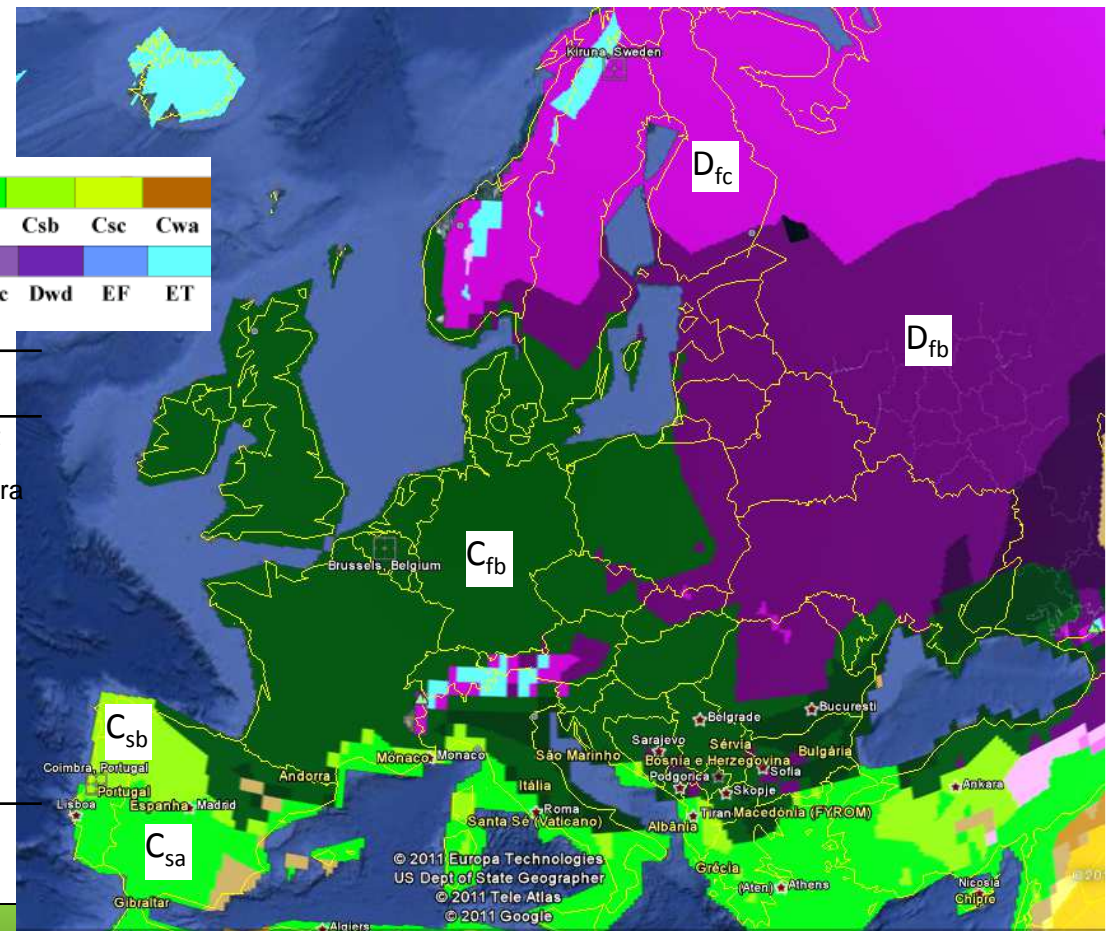 Kiruna, Sweden
Dfc
Csb Csc Cwa
c Dwd EF ET
Dfb
ra
Cfb
Brussels, Belgium
Csb
Bucuresti
Belgrade
Sarajevo
Sérvia
Mónaco Monaco
São Marinho
Bósnia e Herzegovina
Bulgária
Coimbra, Portugal
Andorra
Podgorica
Sofia
Portugal
Itália
Skopje
Ankara
Lisboa
Espanha Madrid
Roma
Santa Sé (Vaticano)
Tiran Macedónia (FYROM)
Albânia
Csa
© 2011 Europa Technologies
US Dept of State Geographer
© 2011 Tele Atlas
© 2011 Google
Grécia
(Aten) Athens
Nicosia
Chipre
Gibraltar
Algiers